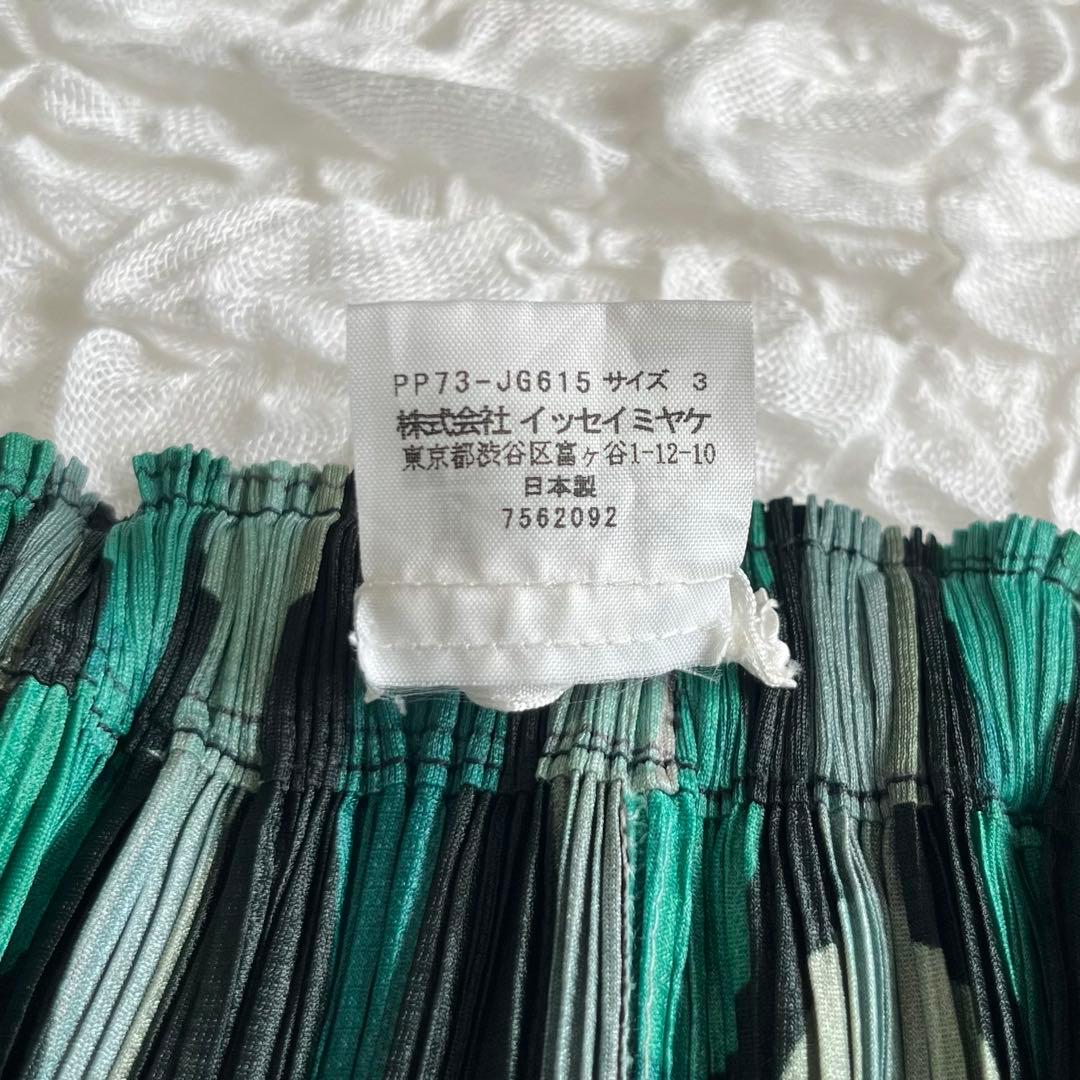 PP73-JG615 サイズ 3
株式会社 イッセイミヤケ
東京都渋谷区富ヶ谷1-12-10
日本製
7562092